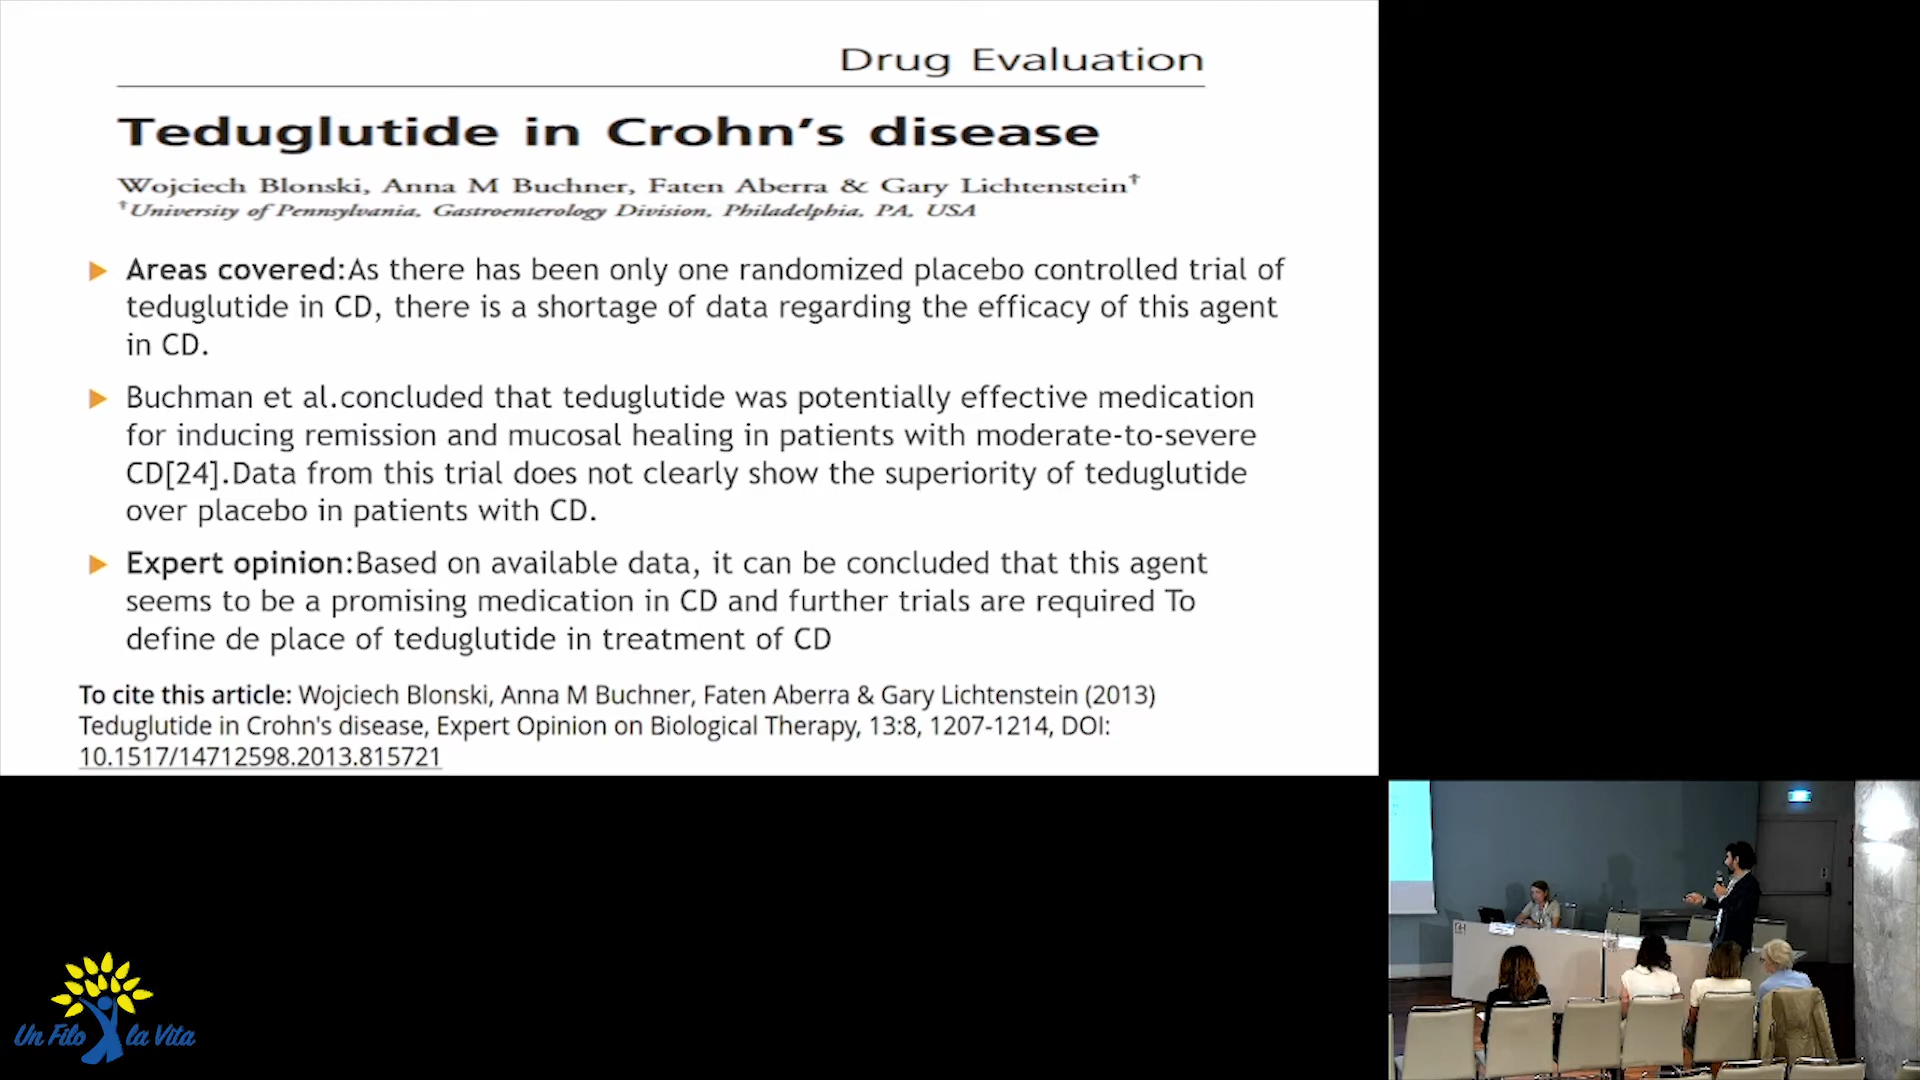 Drug Evaluation
Teduglutide in Crohn's disease
Wojciech Blonski, Anna M Buchner, Faten Aberra & Gary Lichtenstein†
†University of Pennsylvania, Gastroenterology Division, Philadelphia, PA, USA
Areas covered:As there has been only one randomized placebo controlled trial of
teduglutide in CD, there is a shortage of data regarding the efficacy of this agent
in CD.
Buchman et al.concluded that teduglutide was potentially effective medication
for inducing remission and mucosal healing in patients with moderate-to-severe
CD[24].Data from this trial does not clearly show the superiority of teduglutide
over placebo in patients with CD.
Expert opinion:Based on available data, it can be concluded that this agent
seems to be a promising medication in CD and further trials are required To
define de place of teduglutide in treatment of CD
To cite this article: Wojciech Blonski, Anna M Buchner, Faten Aberra & Gary Lichtenstein (2013)
Teduglutide in Crohn's disease, Expert Opinion on Biological Therapy, 13:8, 1207-1214, DOI:
10.1517/14712598.2013.815721
Un Filo la Vita